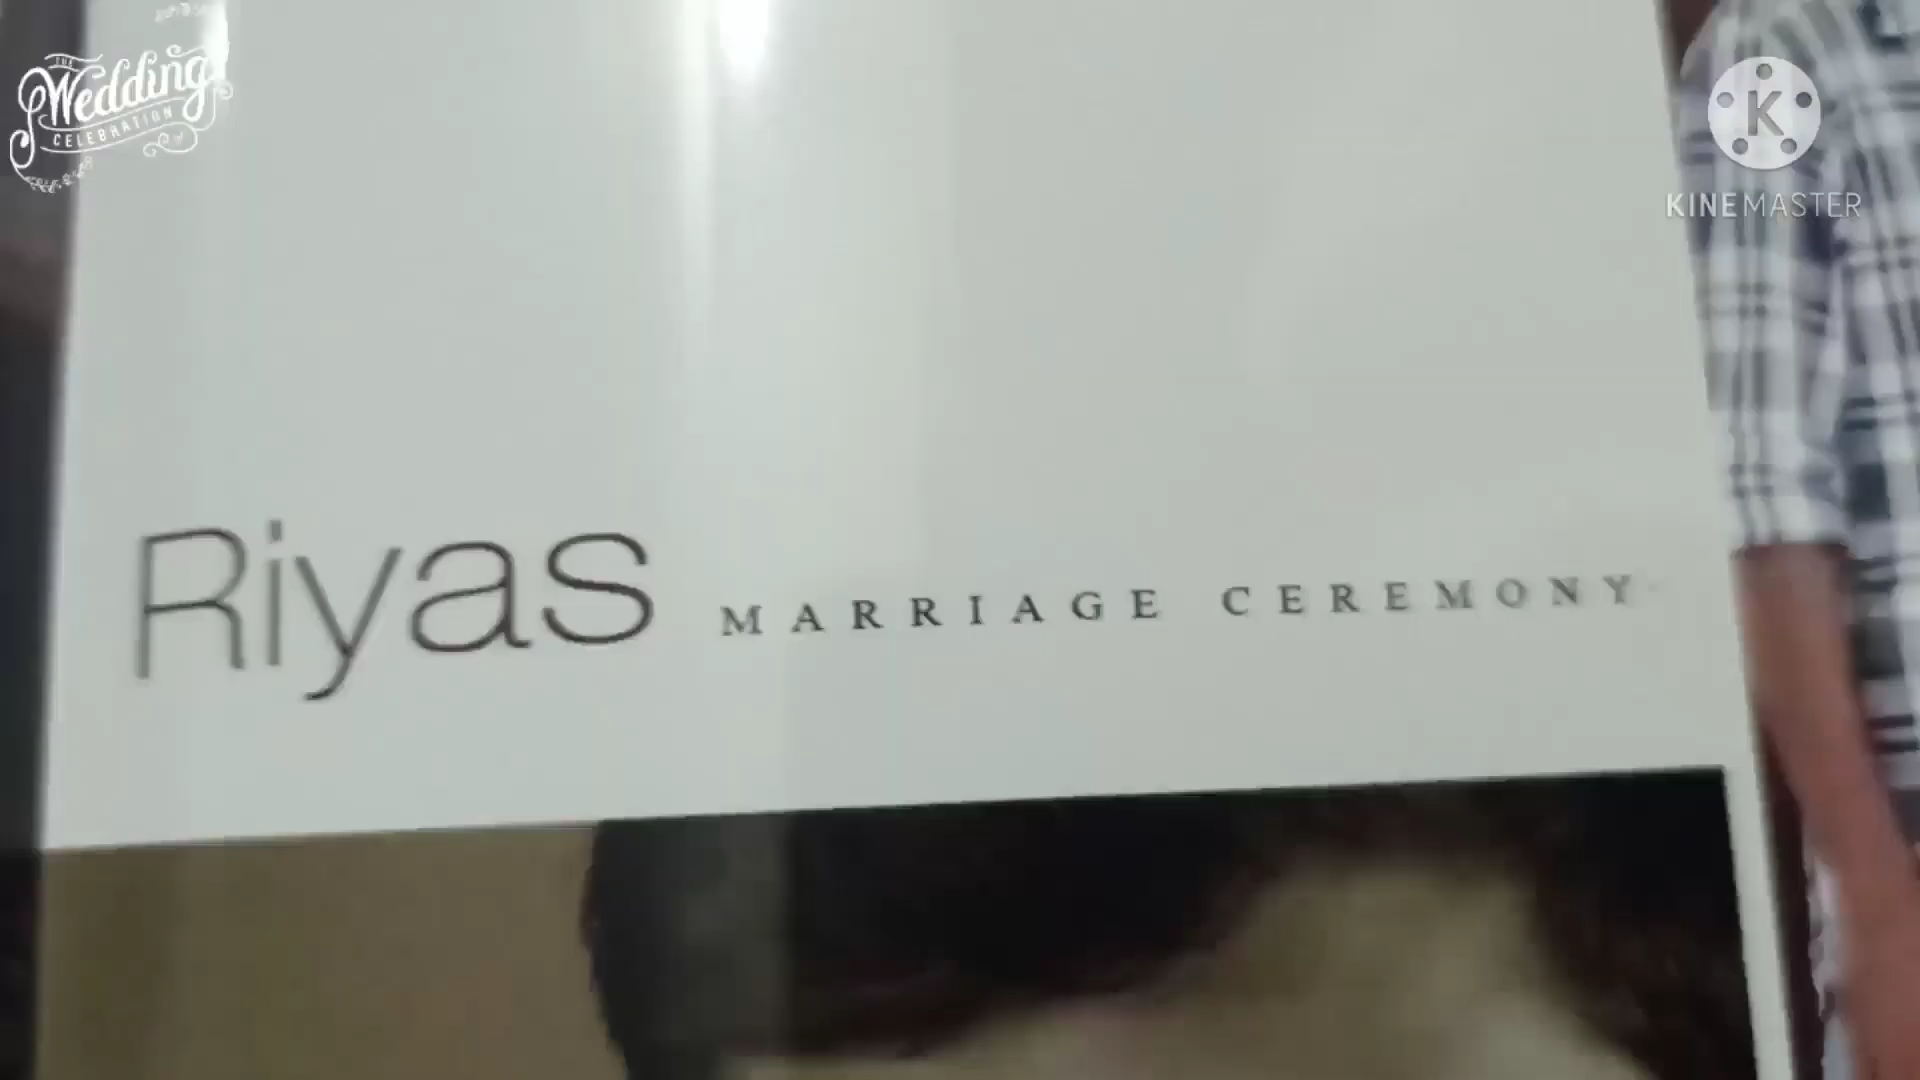 THE
Wedding
CELEBRATION
K
KINEMASTER
Riyas MARRIAGE CEREMONY